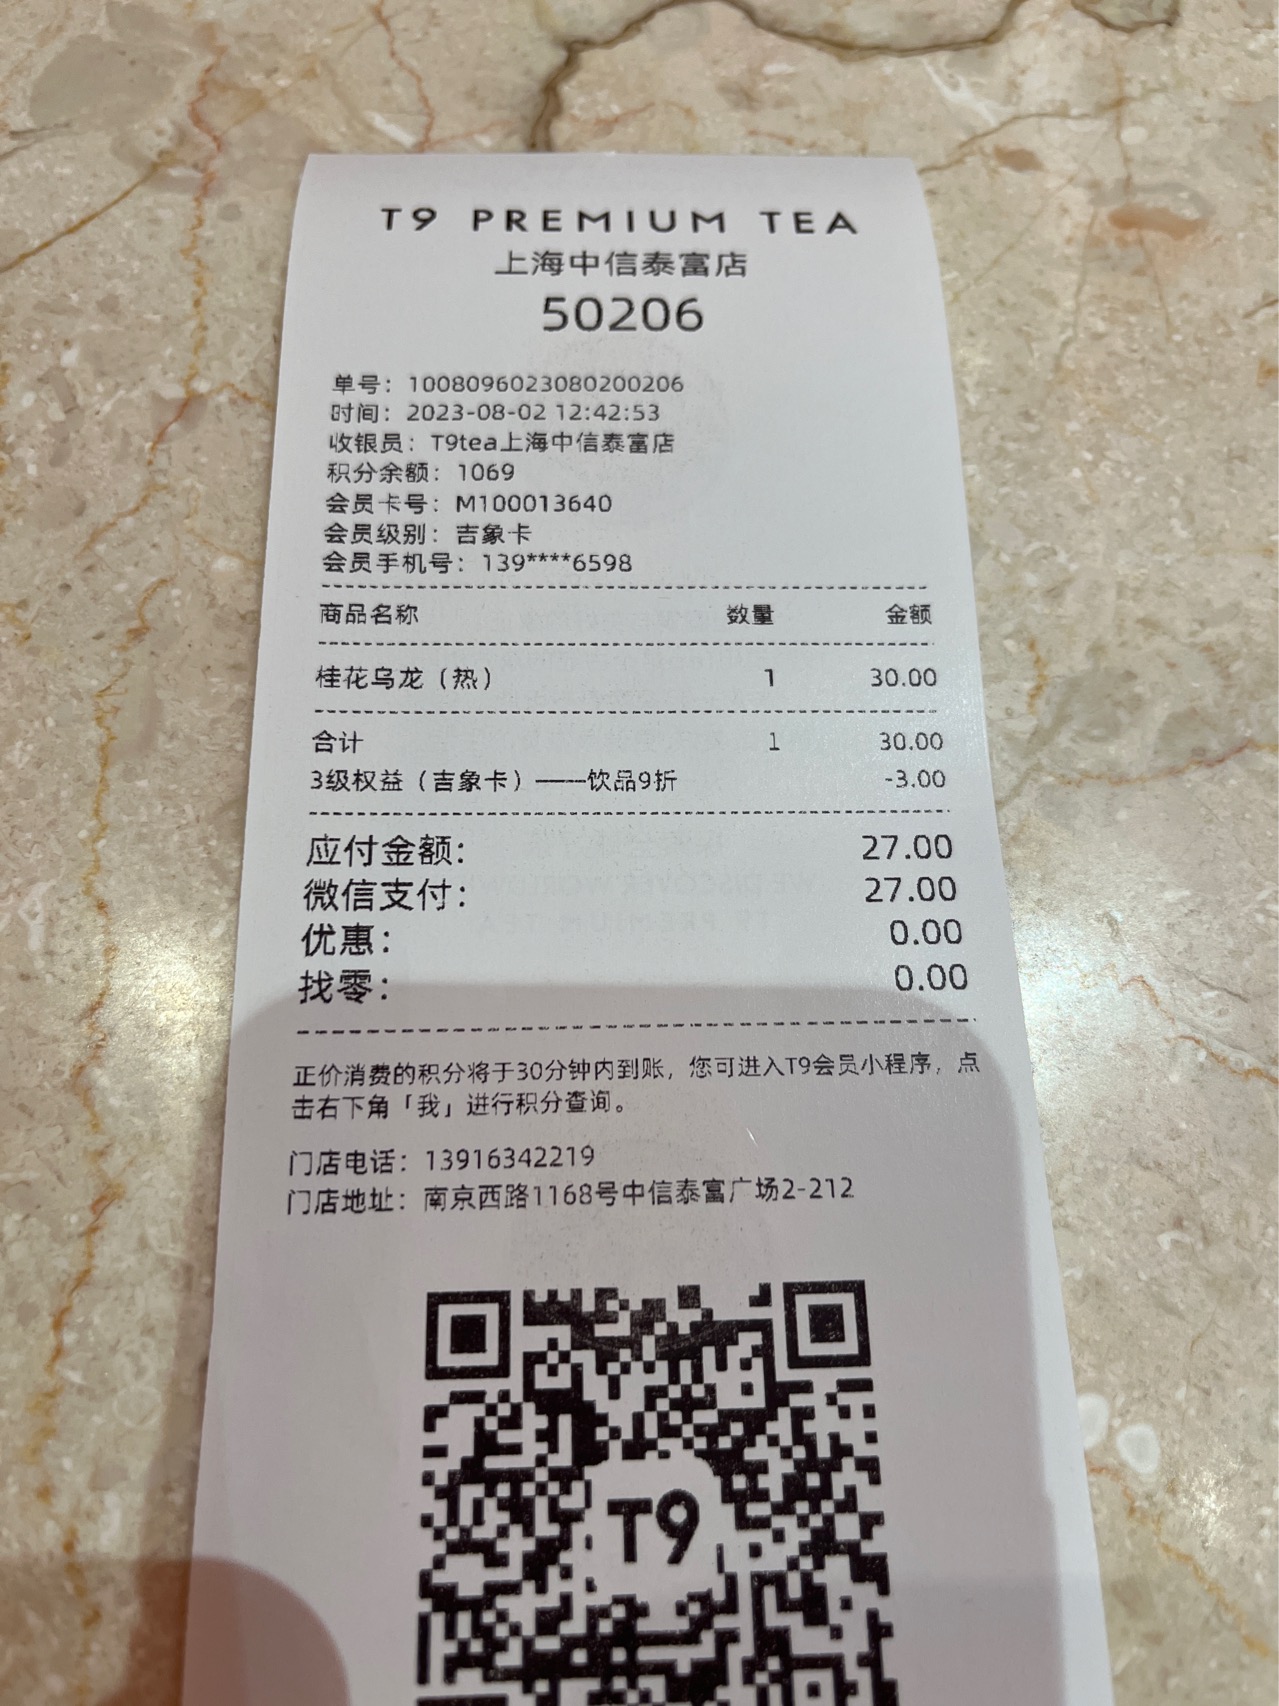 T9 PREMIUM TEA
上海中信泰富店
50206
单号：1008096023080200206
时间：2023-08-02 12:42:53
收银员：T9tea上海中信泰富店
积分余额：1069
会员卡号：M100013640
会员级别：吉象卡
会员手机号：139****6598
商品名称 数量 金额
桂花乌龙（热） 1 30.00
合计 1 30.00
3级权益（吉象卡）——饮品9折 -3.00
应付金额: 27.00
微信支付: 27.00
优惠: 0.00
找零: 0.00
正价消费的积分将于30分钟内到账，您可进入T9会员小程序，点
击右下角「我」进行积分查询。
门店电话：13916342219
门店地址：南京西路1168号中信泰富广场2-212
T9